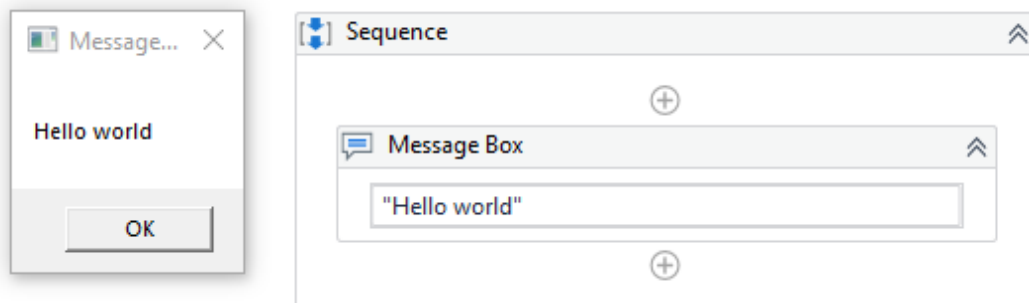 Message...
Hello world
OK
Sequence
Message Box
"Hello world"